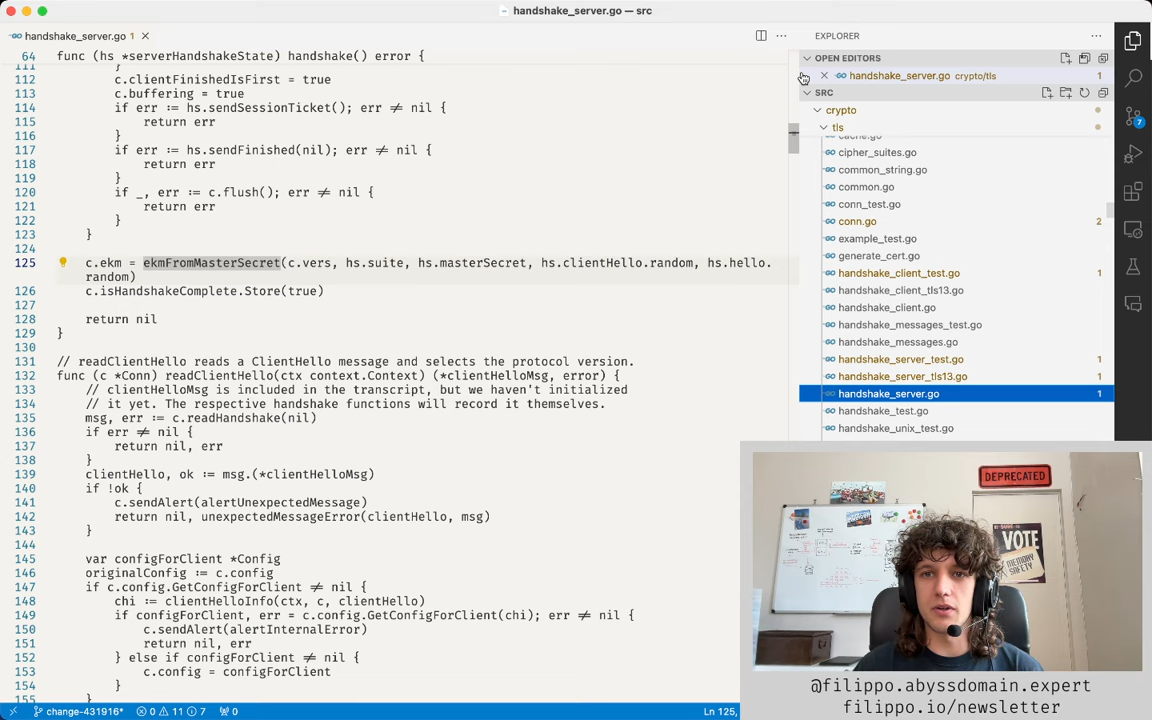 handshake_server.go — src
handshake_server.go 1
64 func (hs *serverHandshakeState) handshake() error {
111 }
112 c.clientFinishedIsFirst = true
113 c.buffering = true
114 if err := hs.sendSessionTicket(); err ≠ nil {
115 return err
116 }
117 if err := hs.sendFinished(nil); err ≠ nil {
118 return err
119 }
120 if _, err := c.flush(); err ≠ nil {
121 return err
122 }
123 }
124
125 c.ekm = ekmFromMasterSecret(c.vers, hs.suite, hs.masterSecret, hs.clientHello.random, hs.hello.
random)
126 c.isHandshakeComplete.Store(true)
127
128 return nil
129 }
130
131 // readClientHello reads a ClientHello message and selects the protocol version.
132 func (c *Conn) readClientHello(ctx context.Context) (*clientHelloMsg, error) {
133 // clientHelloMsg is included in the transcript, but we haven't initialized
134 // it yet. The respective handshake functions will record it themselves.
135 msg, err := c.readHandshake(nil)
136 if err ≠ nil {
137 return nil, err
138 }
139 clientHello, ok := msg.(*clientHelloMsg)
140 if !ok {
141 c.sendAlert(alertUnexpectedMessage)
142 return nil, unexpectedMessageError(clientHello, msg)
143 }
144
145 var configForClient *Config
146 originalConfig := c.config
147 if c.config.GetConfigForClient ≠ nil {
148 chi := clientHelloInfo(ctx, c, clientHello)
149 if configForClient, err = c.config.GetConfigForClient(chi); err ≠ nil {
150 c.sendAlert(alertInternalError)
151 return nil, err
152 } else if configForClient ≠ nil {
153 c.config = configForClient
154 }
155 }
change-431916* 0 11 7 0 Ln 125,
EXPLORER
OPEN EDITORS
handshake_server.go crypto/tls 1
SRC
crypto
tls
cache.go
cipher_suites.go
common_string.go
common.go
conn_test.go
conn.go 2
example_test.go
generate_cert.go
handshake_client_test.go 1
handshake_client_tls13.go
handshake_client.go
handshake_messages_test.go
handshake_messages.go
handshake_server_test.go 1
handshake_server_tls13.go 1
handshake_server.go 1
handshake_test.go
handshake_unix_test.go
7
DEPRECATED
VOTE
MEMORY
SAFETY
@filippo.abyssdomain.expert
filippo.io/newsletter